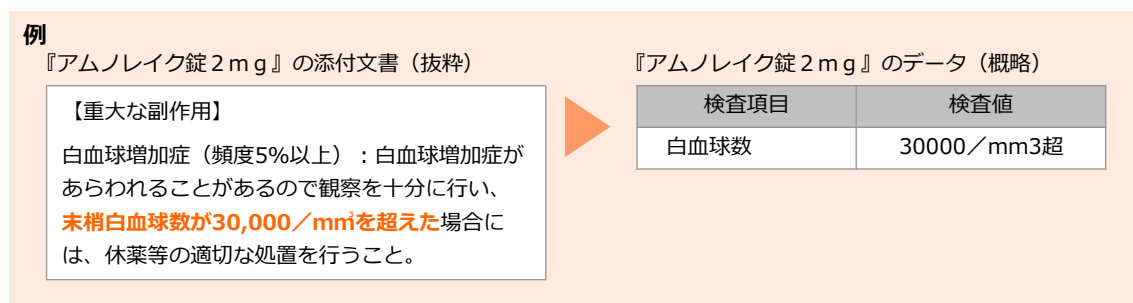 例
『アムノレイク錠2mg』の添付文書(抜粋)
【重大な副作用】
白血球増加症(頻度5%以上):白血球増加症が
あらわれることがあるので観察を十分に行い、
末梢白血球数が30,000/mm³を超えた場合に
は、休薬等の適切な処置を行うこと。
『アムノレイク錠2mg』のデータ(概略)
検査項目 検査値
白血球数 30000/mm3超